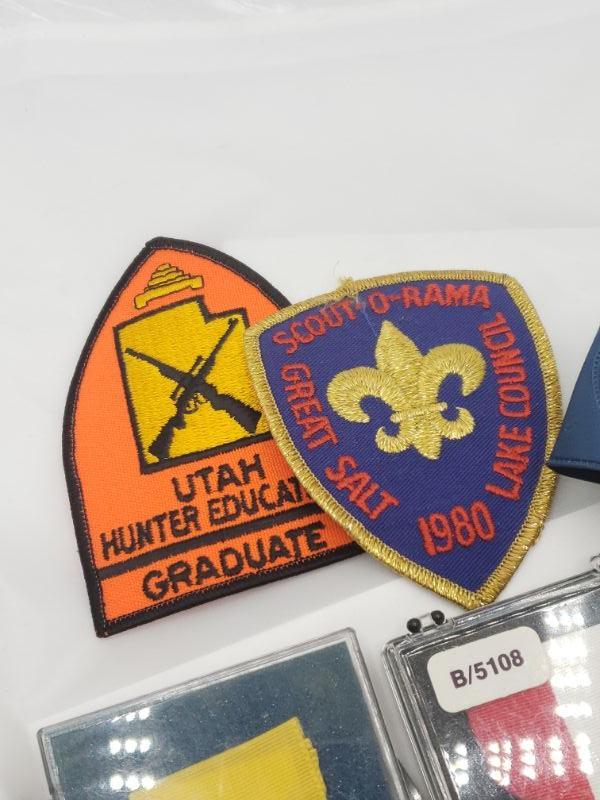 UTAH
HUNTER EDUCAT
GRADUATE
SCOUT-O-RAMA
GREAT SALT
LAKE COUNCIL
1980
B/5108